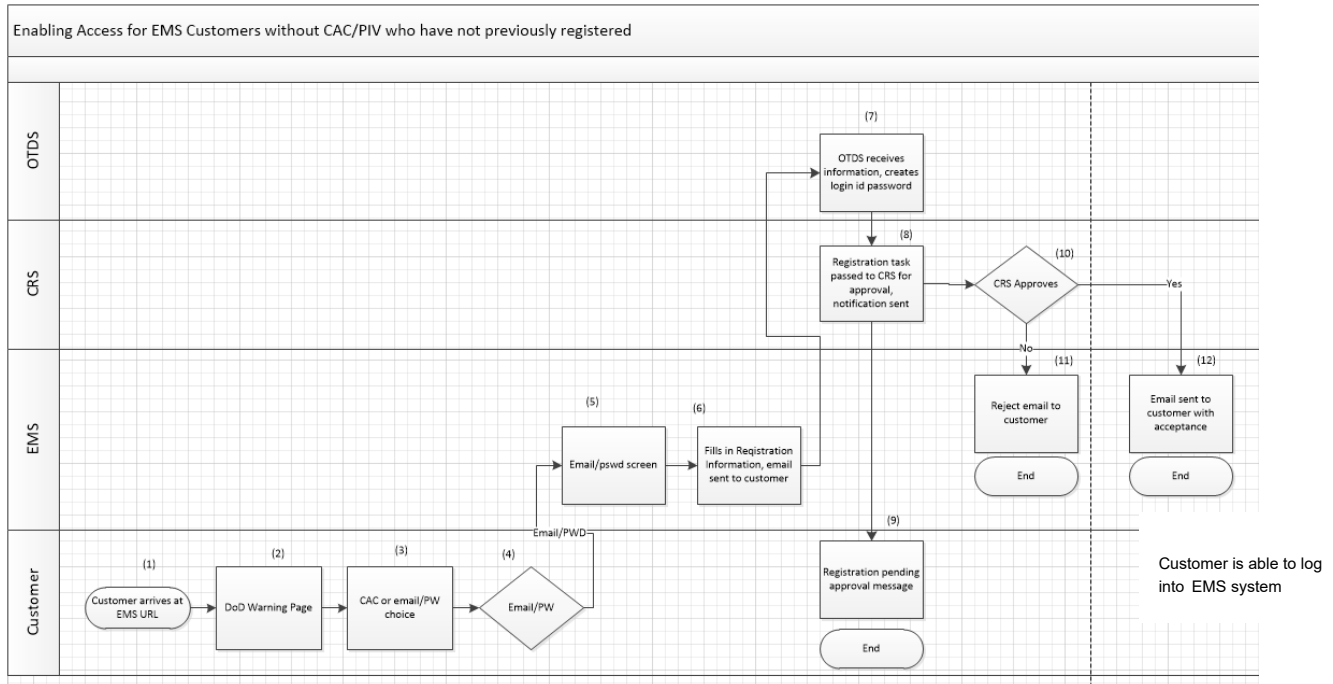 Enabling Access for EMS Customers without CAC/PIV who have not previously registered
OTDS
(7)
OTDS receives
information, creates
login id password
CRS
(8)
Registration task
passed to CRS for
approval,
notification sent
(10)
CRS Approves
Yes
No
EMS
(5)
Email/pswd screen
(6)
Fills in Registration
Information, email
sent to customer
(11)
Reject email to
customer
End
(12)
Email sent to
customer with
acceptance
End
Customer
(1)
Customer arrives at
EMS URL
(2)
DoD Warning Page
(3)
CAC or email/PW
choice
(4)
Email/PW
Email/PWD
(9)
Registration pending
approval message
End
Customer is able to log
into EMS system